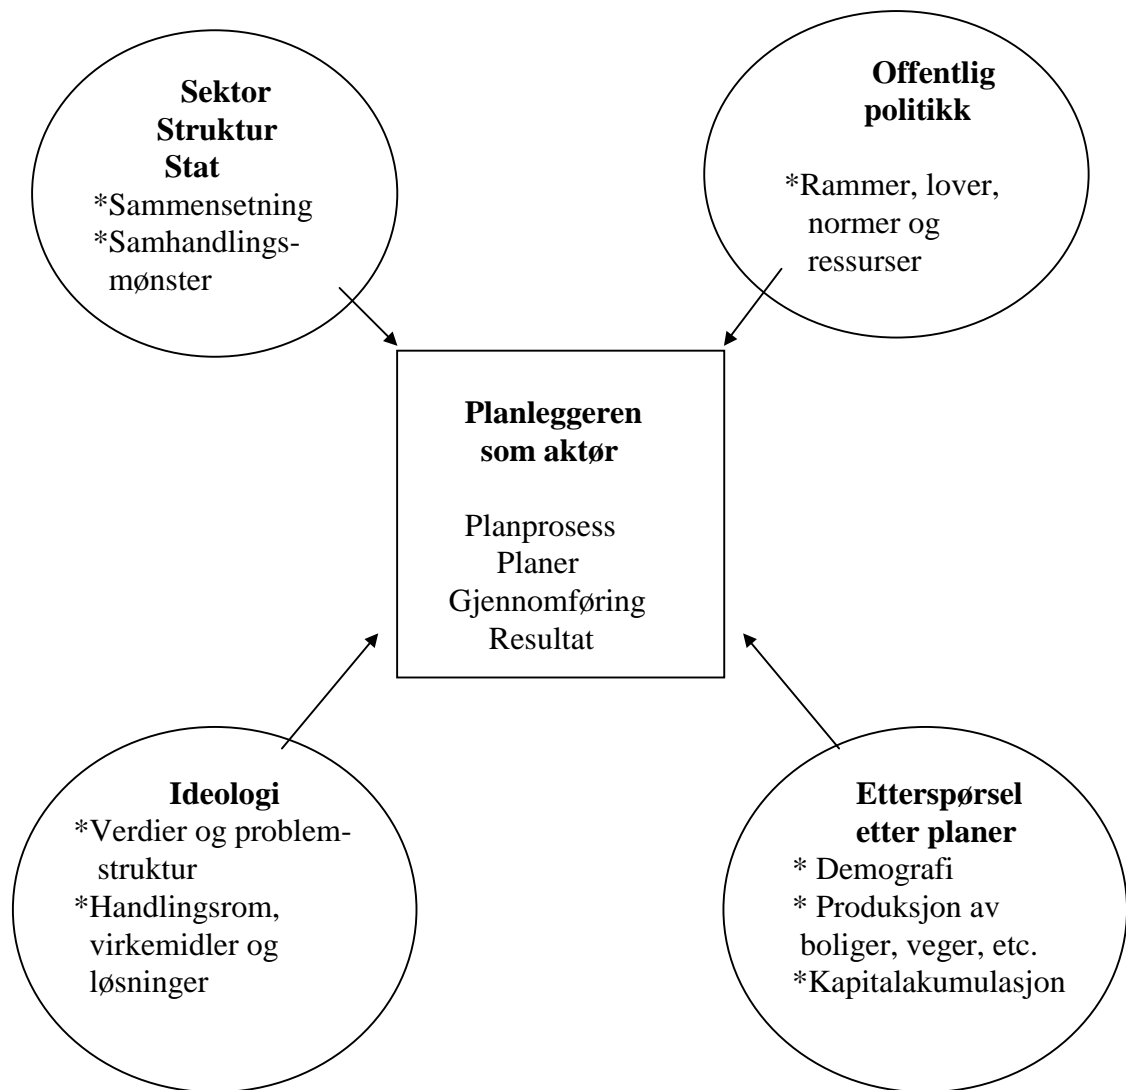 Sektor
Struktur
Stat
*Sammensetning
*Samhandlings-
mønster
Offentlig
politikk
*Rammer, lover,
normer og
ressurser
Planleggeren
som aktør
Planprosess
Planer
Gjennomføring
Resultat
Ideologi
*Verdier og problem-
struktur
*Handlingsrom,
virkemidler og
løsninger
Etterspørsel
etter planer
* Demografi
* Produksjon av
boliger, veger, etc.
*Kapitalakumulasjon